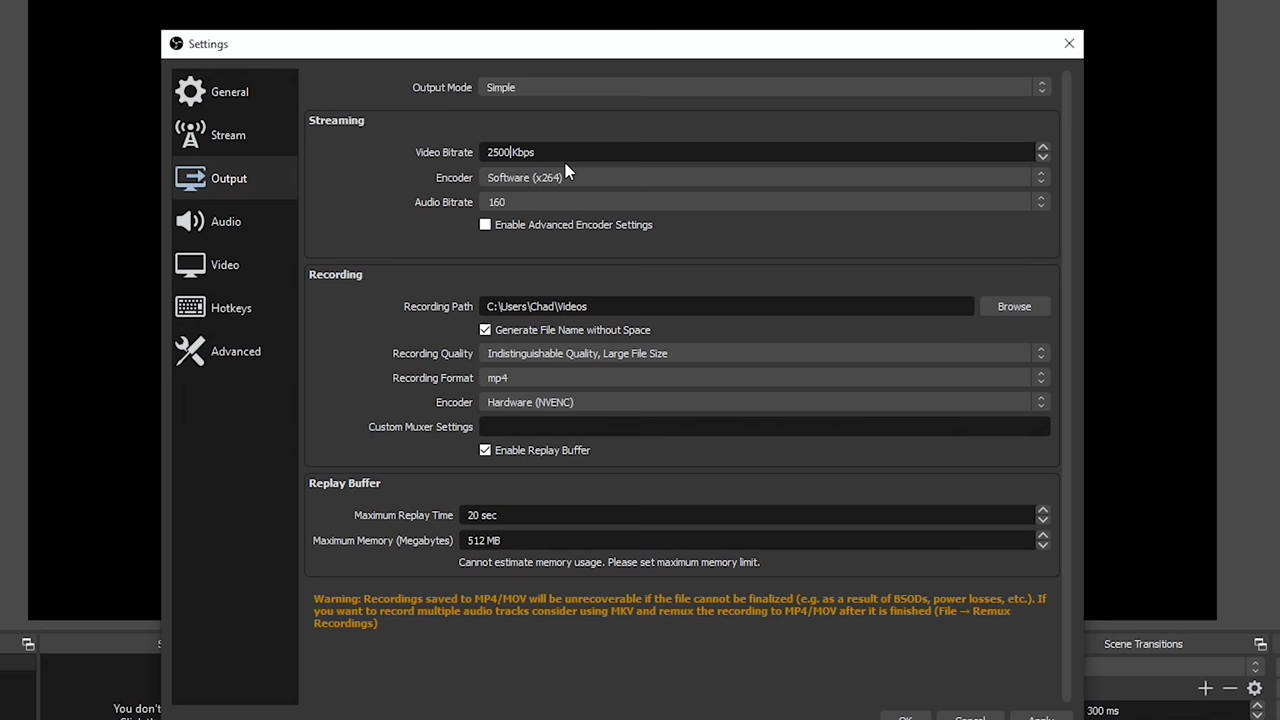 Settings
General
Stream
Output
Audio
Video
Hotkeys
Advanced
Output Mode Simple
Streaming
Video Bitrate 2500 Kbps
Encoder Software (x264)
Audio Bitrate 160
Enable Advanced Encoder Settings
Recording
Recording Path C:\Users\Chad\Videos Browse
Generate File Name without Space
Recording Quality Indistinguishable Quality, Large File Size
Recording Format mp4
Encoder Hardware (NVENC)
Custom Muxer Settings
Enable Replay Buffer
Replay Buffer
Maximum Replay Time 20 sec
Maximum Memory (Megabytes) 512 MB
Cannot estimate memory usage. Please set maximum memory limit.
Warning: Recordings saved to MP4/MOV will be unrecoverable if the file cannot be finalized (e.g. as a result of BSODs, power losses, etc.). If
you want to record multiple audio tracks consider using MKV and remux the recording to MP4/MOV after it is finished (File → Remux
Recordings)
Scene Transitions
You don't
300 ms
OK Cancel Apply